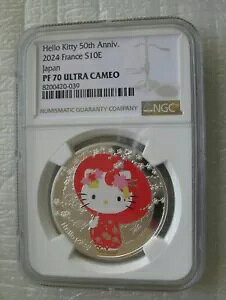 Hello Kitty 50th Anniv.
2024 France S10E
Japan
PF 70 ULTRA CAMEO
8200420-039
NUMISMATIC GUARANTY COMPANY
NGC